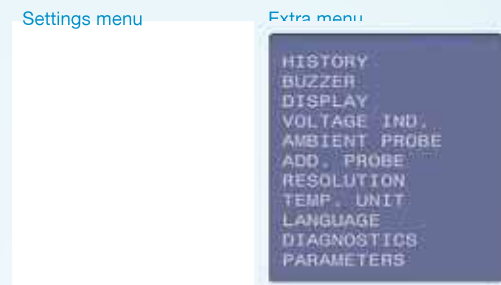 Settings menu
Extra menu
HISTORY
BUZZER
DISPLAY
VOLTAGE IND.
AMBIENT PROBE
ADD. PROBE
RESOLUTION
TEMP. UNIT
LANGUAGE
DIAGNOSTICS
PARAMETERS